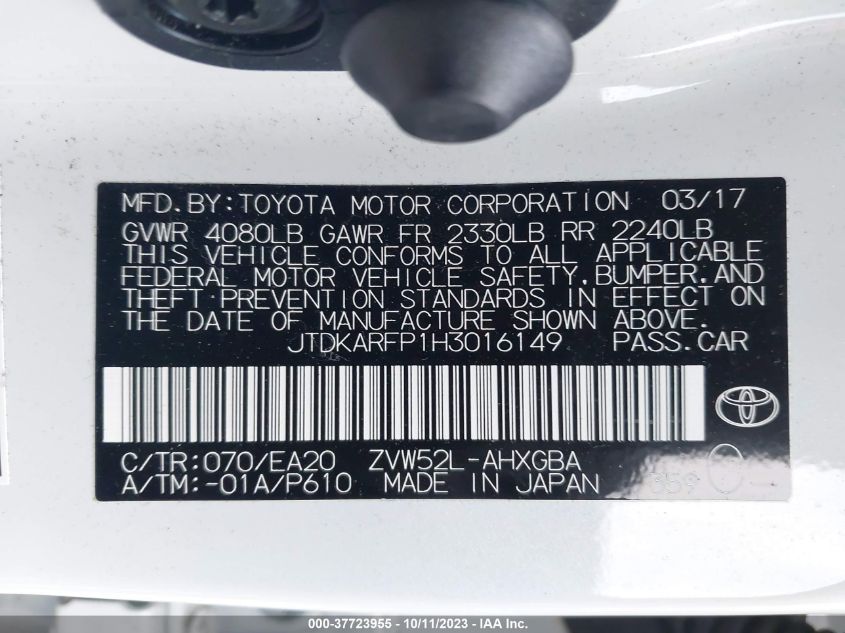 MFD. BY: TOYOTA MOTOR CORPORATION 03/17
GVWR 4080LB GAWR FR 2330LB RR 2240LB
THIS VEHICLE CONFORMS TO ALL APPLICABLE
FEDERAL MOTOR VEHICLE SAFETY, BUMPER, AND
THEFT PREVENTION STANDARDS IN EFFECT ON
THE DATE OF MANUFACTURE SHOWN ABOVE.
JTDKARFP1H3016149 PASS. CAR
C/TR: 070/EA20 ZVW52L-AHXGBA
A/TM: -01A/P610 MADE IN JAPAN 359
000-37723955 - 10/11/2023 - IAA Inc.